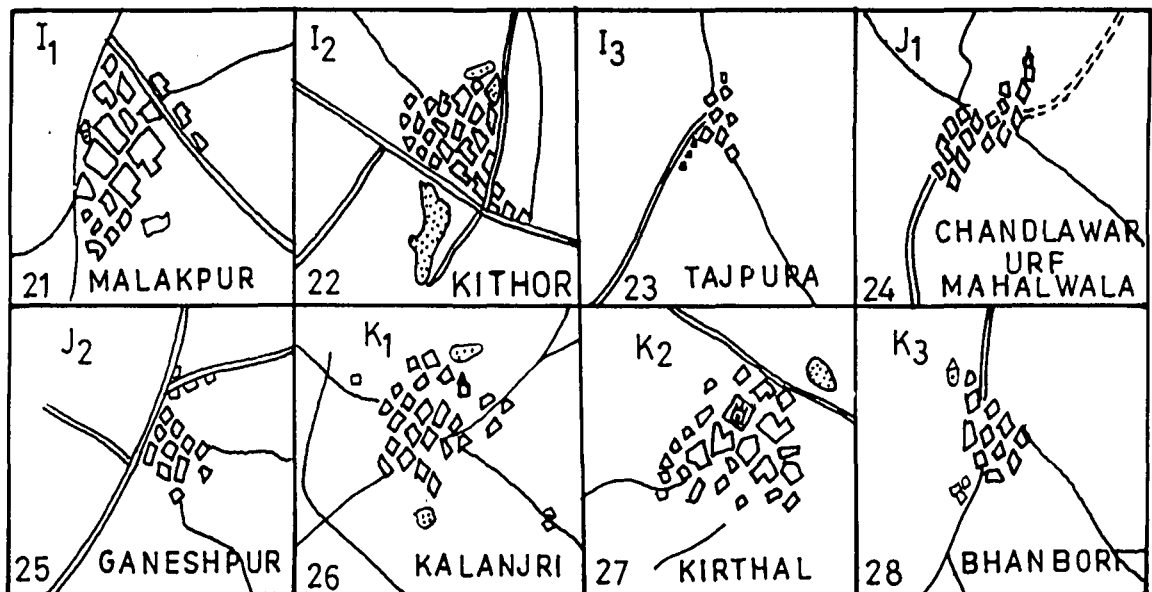 I1
21 MALAKPUR
I2
22 KITHOR
I3
23 TAJPURA
J1
CHANDLAWAR
URF
24 MAHALWALA
J2
25 GANESHPUR
K1
26 KALANJRI
K2
27 KIRTHAL
K3
28 BHANBORI